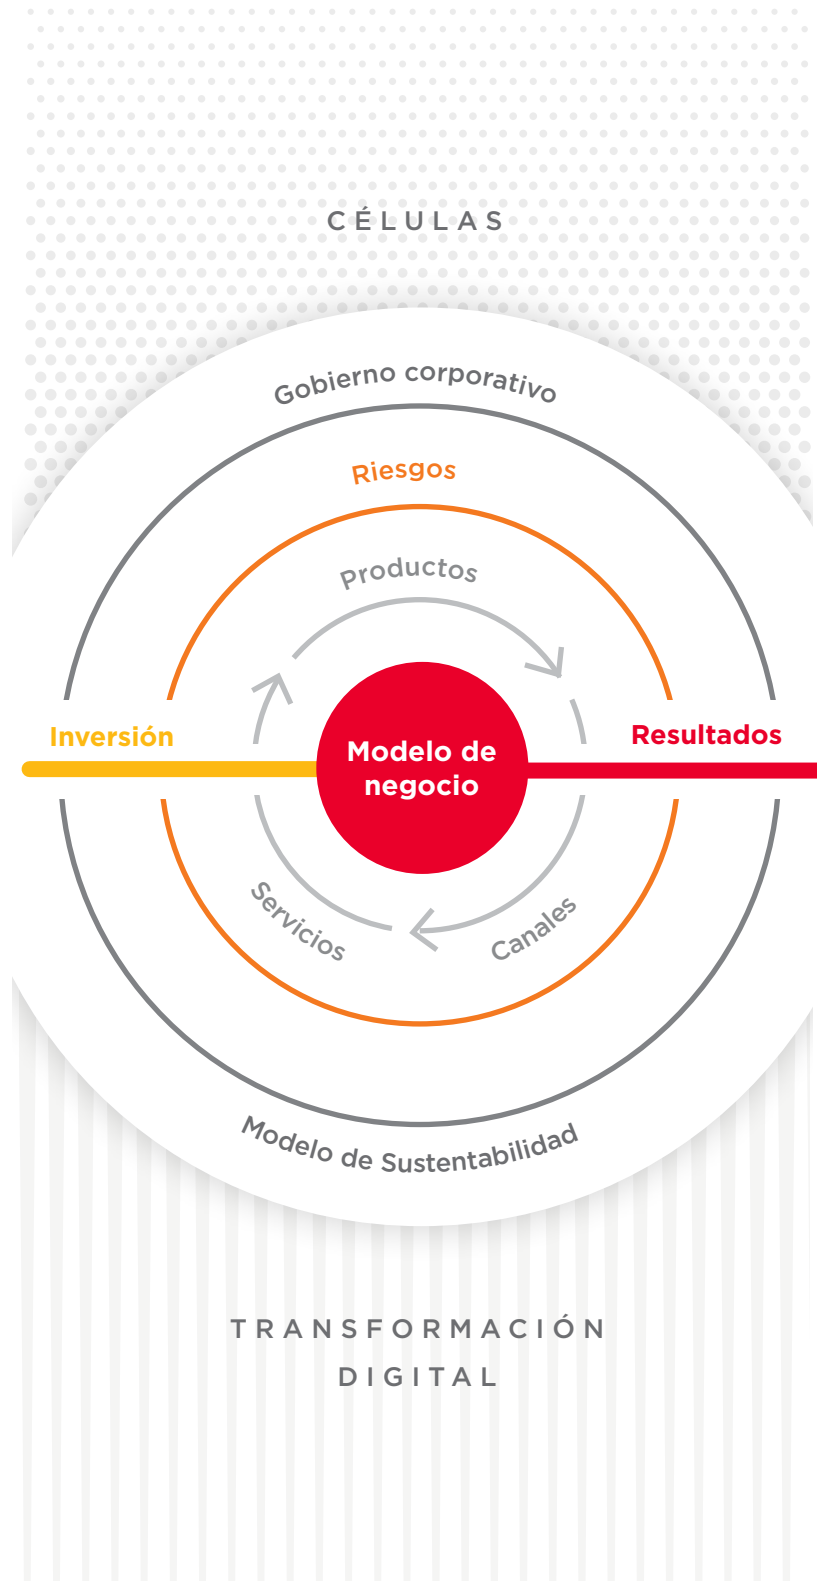 CÉLULAS
Gobierno corporativo
Riesgos
Productos
Inversión
Resultados
Modelo de
negocio
Servicios
Canales
Modelo de Sustentabilidad
TRANSFORMACIÓN
DIGITAL